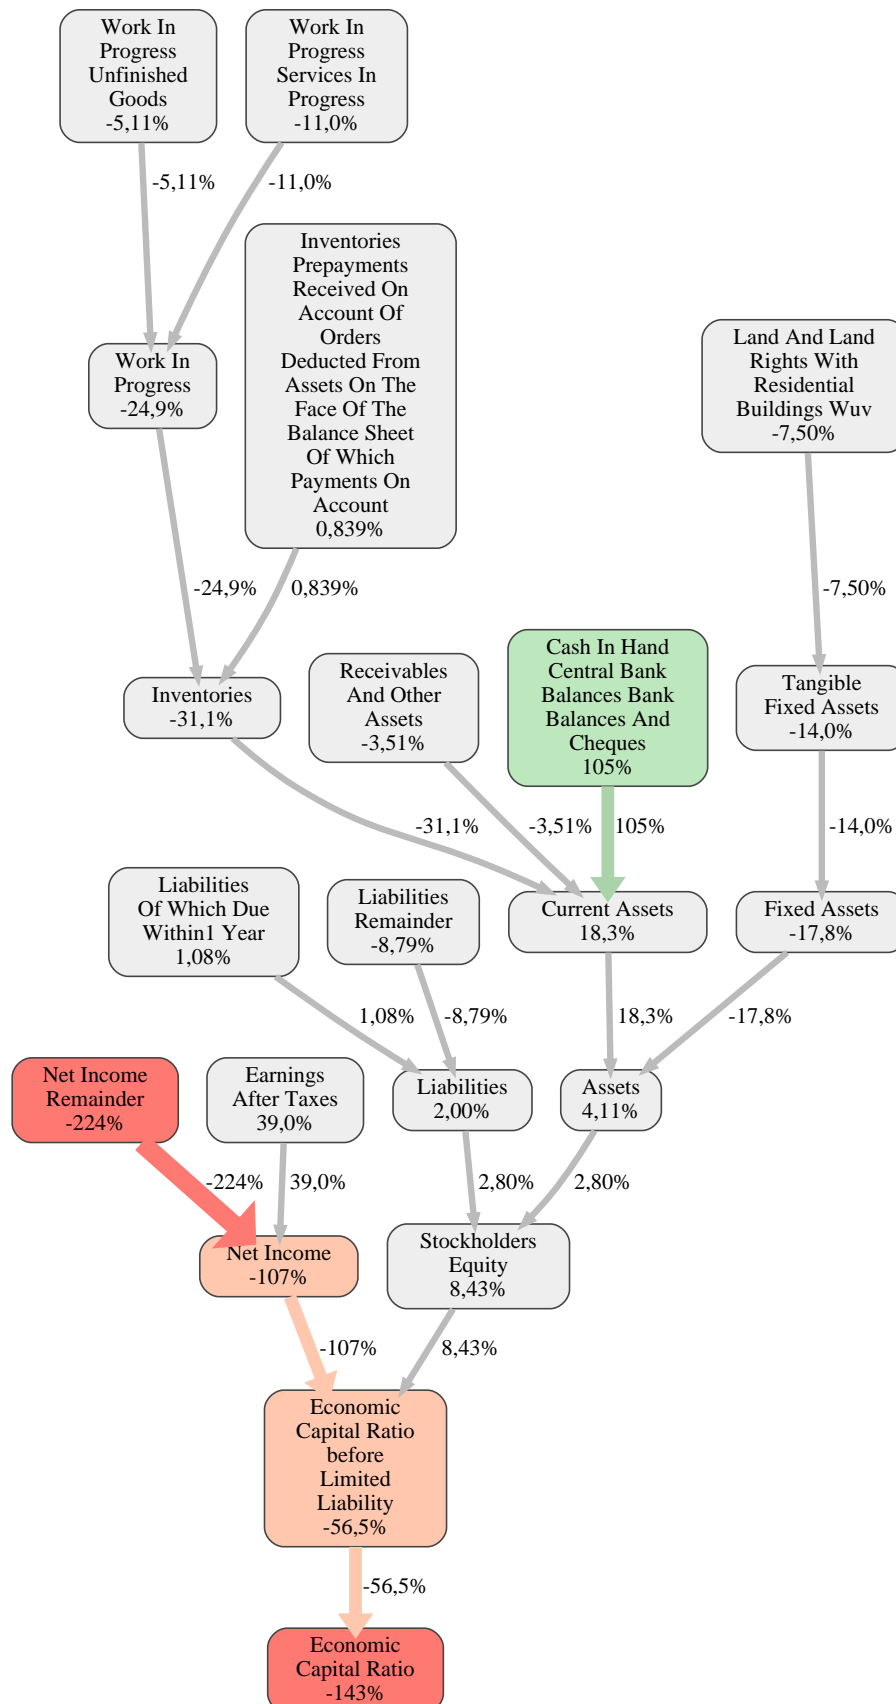 Work In
Progress
Unfinished
Goods
-5,11%
Work In
Progress
Services In
Progress
-11,0%
-5,11%
-11,0%
Inventories
Prepayments
Received On
Account Of
Orders
Deducted From
Assets On The
Face Of The
Balance Sheet
Of Which
Payments On
Account
0,839%
Work In
Progress
-24,9%
Land And Land
Rights With
Residential
Buildings Wuv
-7,50%
-24,9%
0,839%
-7,50%
Inventories
-31,1%
Receivables
And Other
Assets
-3,51%
Cash In Hand
Central Bank
Balances Bank
Balances And
Cheques
105%
Tangible
Fixed Assets
-14,0%
-31,1%
-3,51%
105%
-14,0%
Liabilities
Of Which Due
Within1 Year
1,08%
Liabilities
Remainder
-8,79%
Current Assets
18,3%
Fixed Assets
-17,8%
1,08%
-8,79%
18,3%
-17,8%
Net Income
Remainder
-224%
Earnings
After Taxes
39,0%
Liabilities
2,00%
Assets
4,11%
-224%
39,0%
2,80%
2,80%
Net Income
-107%
Stockholders
Equity
8,43%
-107%
8,43%
Economic
Capital Ratio
before
Limited
Liability
-56,5%
-56,5%
Economic
Capital Ratio
-143%